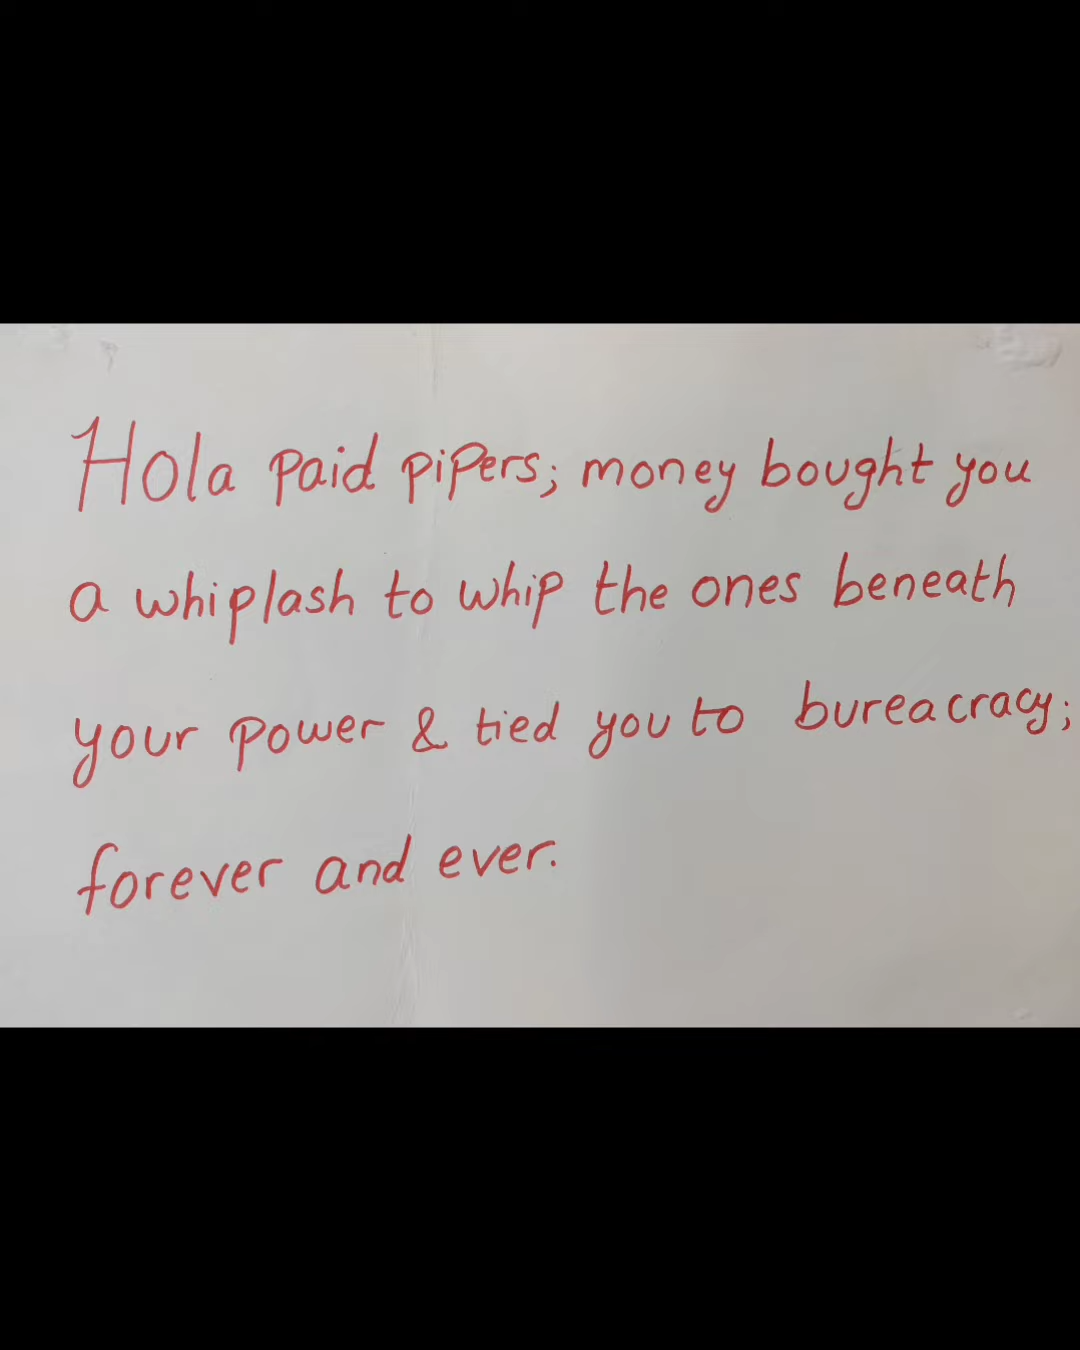 Hola paid pipers; money bought you
a whiplash to whip the ones beneath
your power & tied you to bureacracy;
forever and ever.